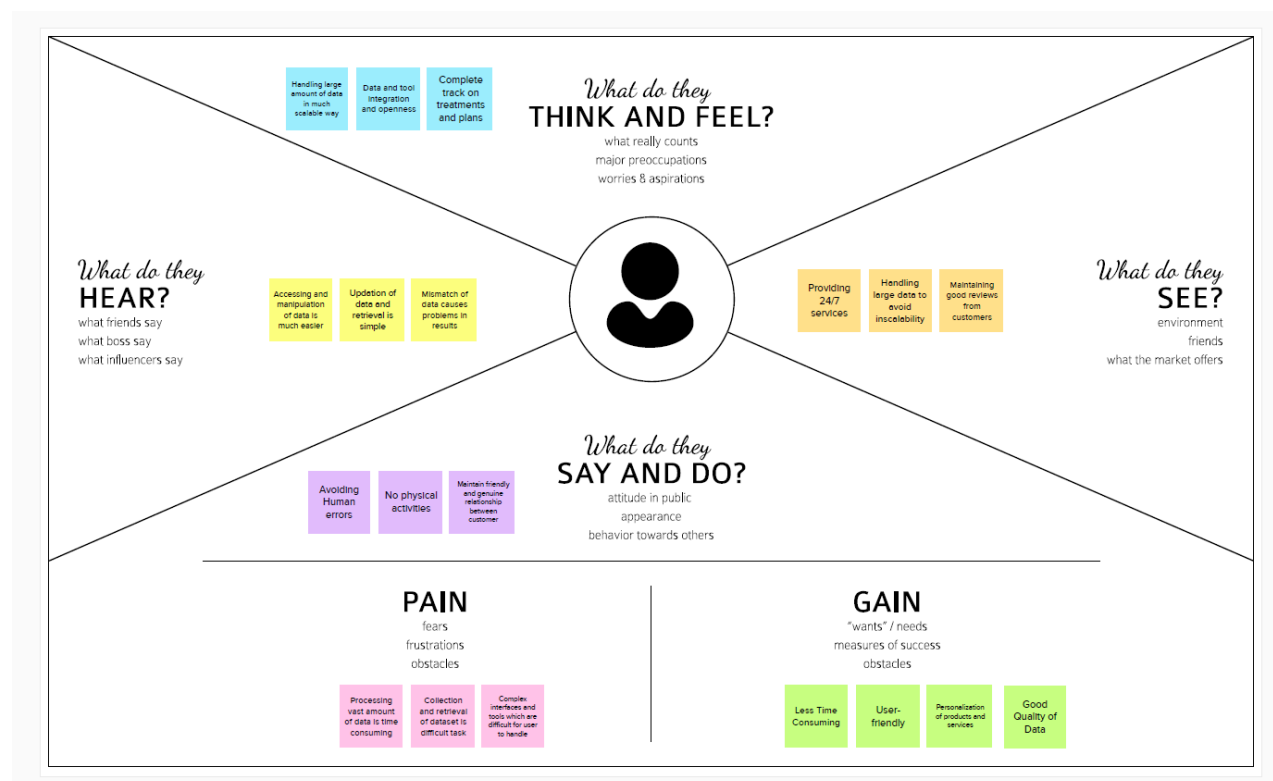 Handling large
amount of data
in much
scalable way
Data and tool
integration
and openness
Complete
track on
treatments
and plans
What do they
THINK AND FEEL?
what really counts
major preoccupations
worries & aspirations
What do they
HEAR?
what friends say
what boss say
what influencers say
Accessing and
manipulation
of data is
much easier
Updation of
data and
retrieval is
simple
Mismatch of
data causes
problems in
results
Providing
24/7
services
Handling
large data to
avoid
inscalability
Maintaining
good reviews
from
customers
What do they
SEE?
environment
friends
what the market offers
What do they
SAY AND DO?
attitude in public
appearance
behavior towards others
Avoiding
Human
errors
No physical
activities
Maintain friendly
and genuine
relationship
between
customer
PAIN
fears
frustrations
obstacles
Processing
vast amount
of data is time
consuming
Collection
and retrieval
of dataset is
difficult task
Complex
interfaces and
tools which are
difficult for user
to handle
GAIN
“wants” / needs
measures of success
obstacles
Less Time
Consuming
User-
friendly
Personalization
of products and
services
Good
Quality of
Data